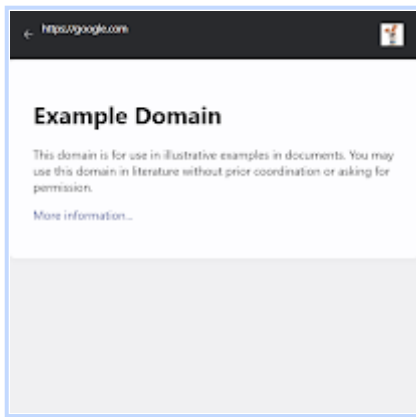 ← https://google.com
Example Domain
This domain is for use in illustrative examples in documents. You may
use this domain in literature without prior coordination or asking for
permission.
More information...